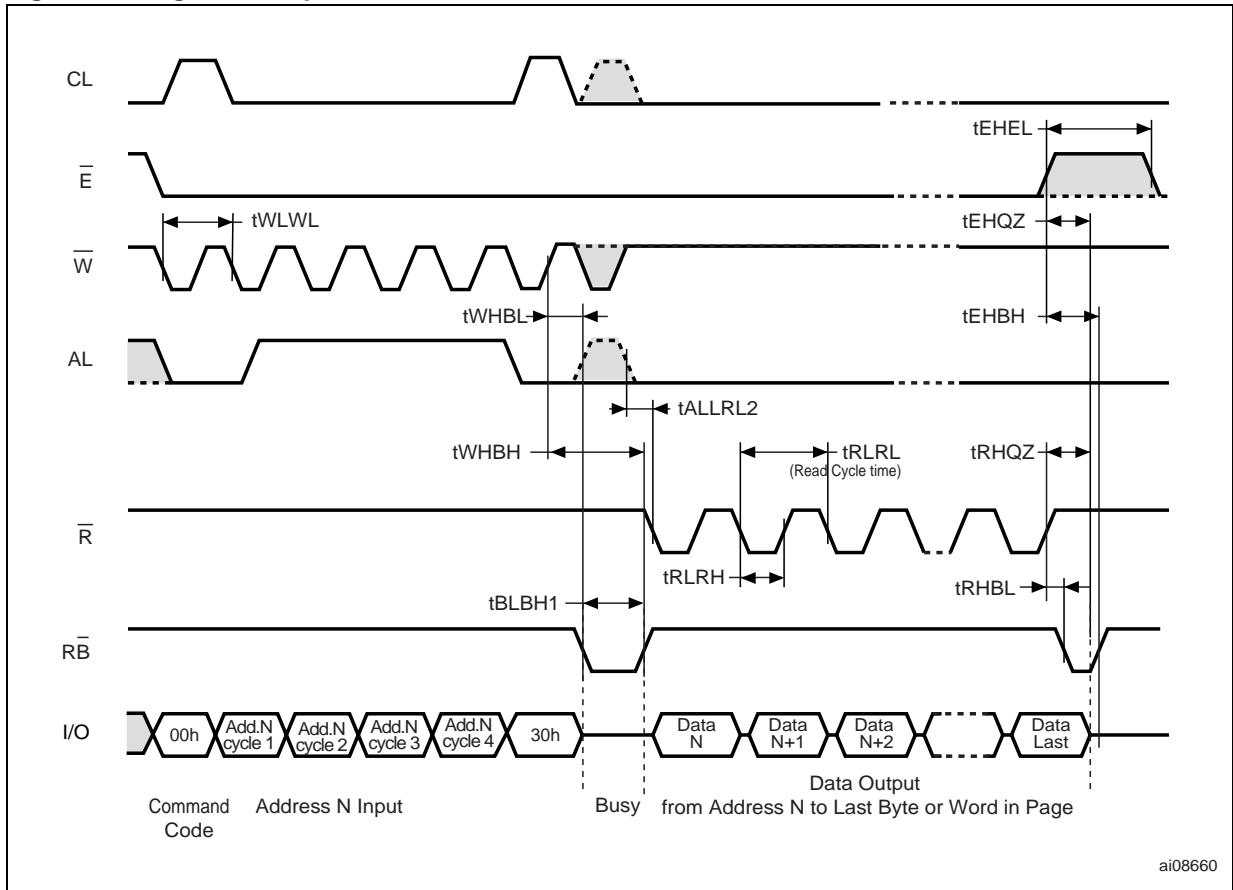 CL
tEHEL
E
tWLWL
tEHQZ
W
tWHBL
tEHBH
AL
tALLRL2
tWHBH
tRLRL
tRHQZ
(Read Cycle time)
R
tRLRH
tRHBL
tBLBH1
RB
I/O
00h
Add.N
cycle 1
Add.N
cycle 2
Add.N
cycle 3
Add.N
cycle 4
30h
Data
N
Data
N+1
Data
N+2
Data
Last
Command
Code
Address N Input
Busy
Data Output
from Address N to Last Byte or Word in Page
ai08660